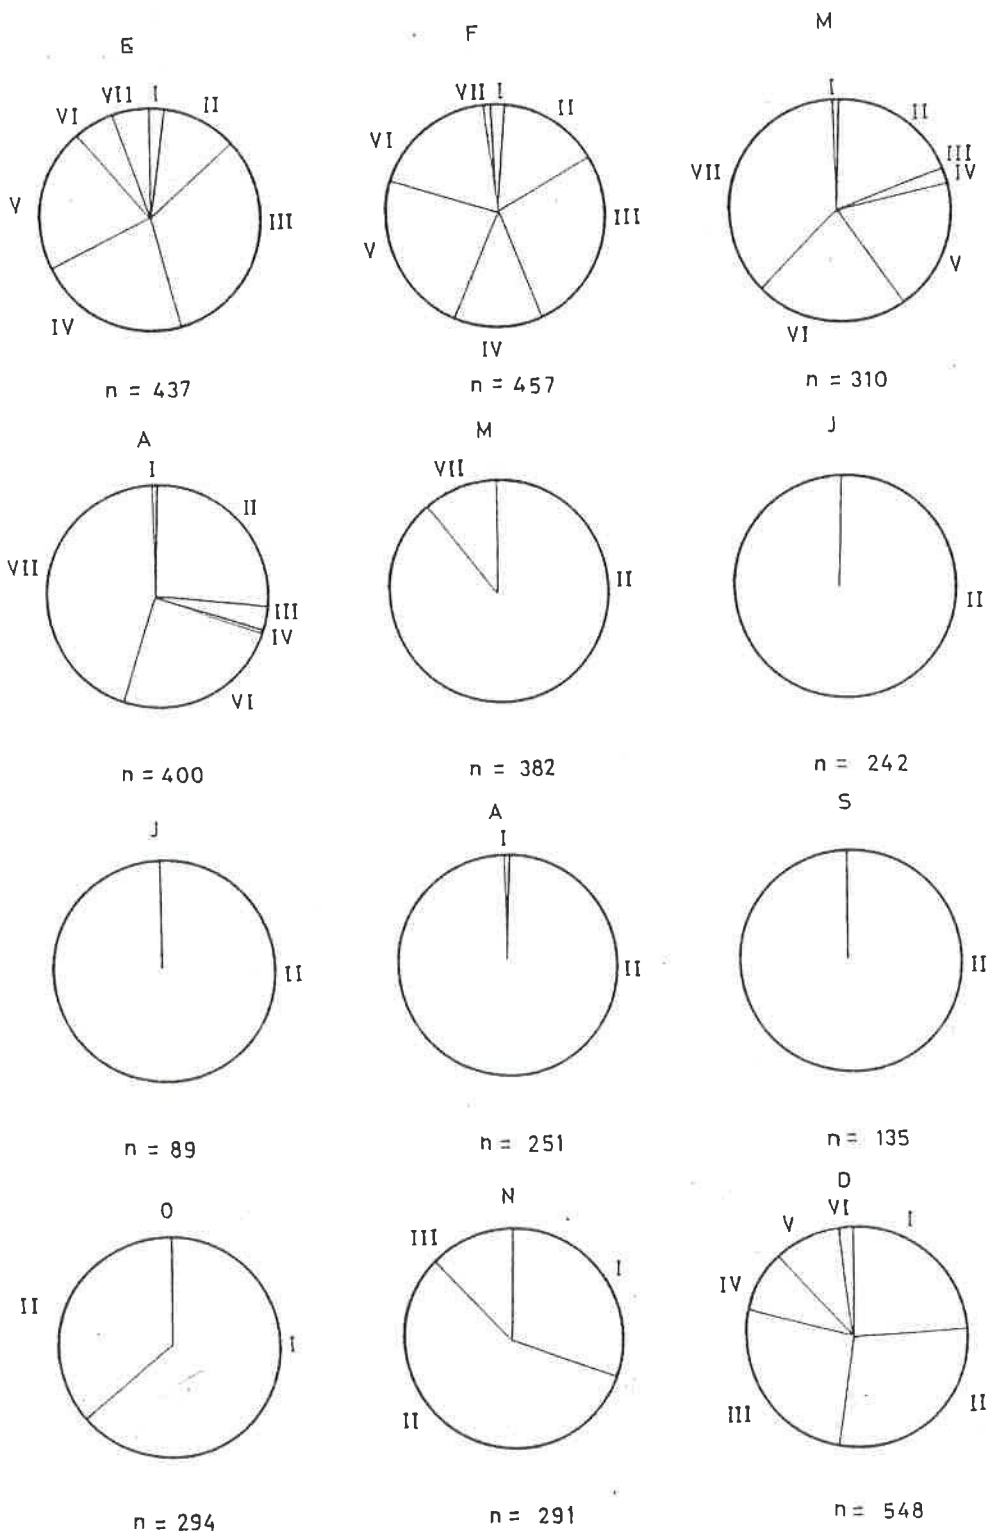 E
I
II
III
IV
V
VI
VII
n = 437
F
I
II
III
IV
V
VI
VII
n = 457
M
I
II
III
IV
V
VI
VII
n = 310
A
I
II
III
IV
VI
VII
n = 400
M
II
VII
n = 382
J
II
n = 242
J
II
n = 89
A
I
II
n = 251
S
II
n = 135
O
I
II
n = 294
N
I
II
III
n = 291
D
I
II
III
IV
V
VI
n = 548